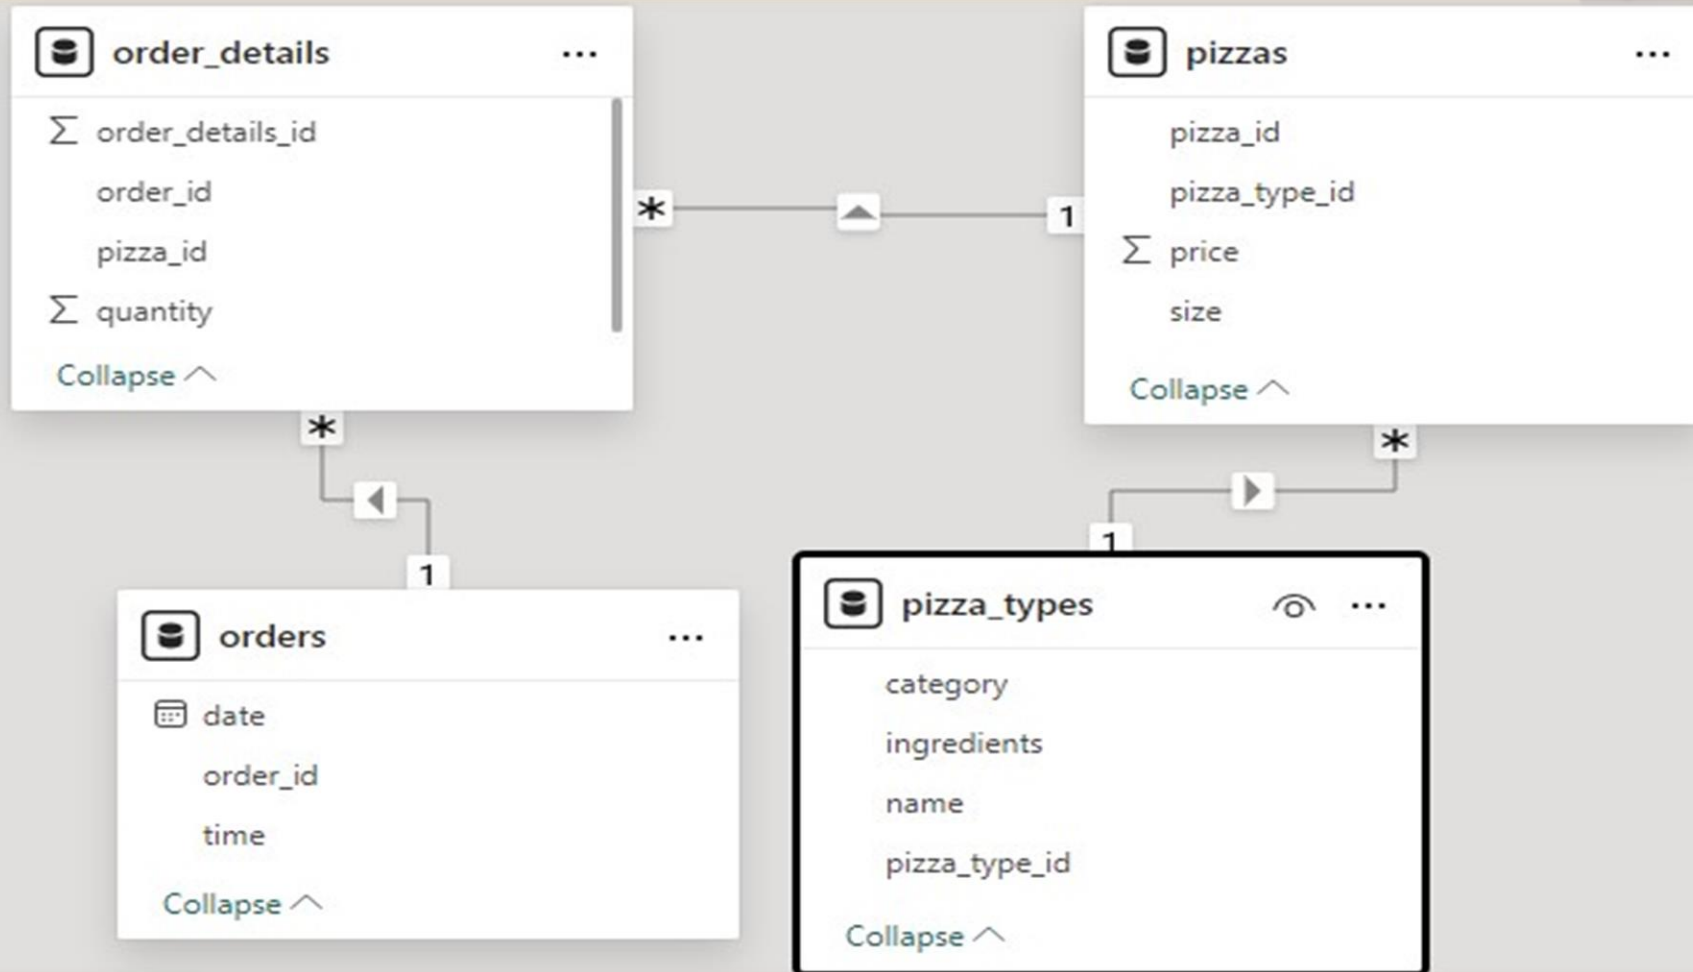 order_details ...
Σ order_details_id
order_id
pizza_id
Σ quantity
Collapse
pizzas ...
pizza_id
pizza_type_id
Σ price
size
Collapse
* 1
*
1
*
1
orders ...
date
order_id
time
Collapse
pizza_types ...
category
ingredients
name
pizza_type_id
Collapse